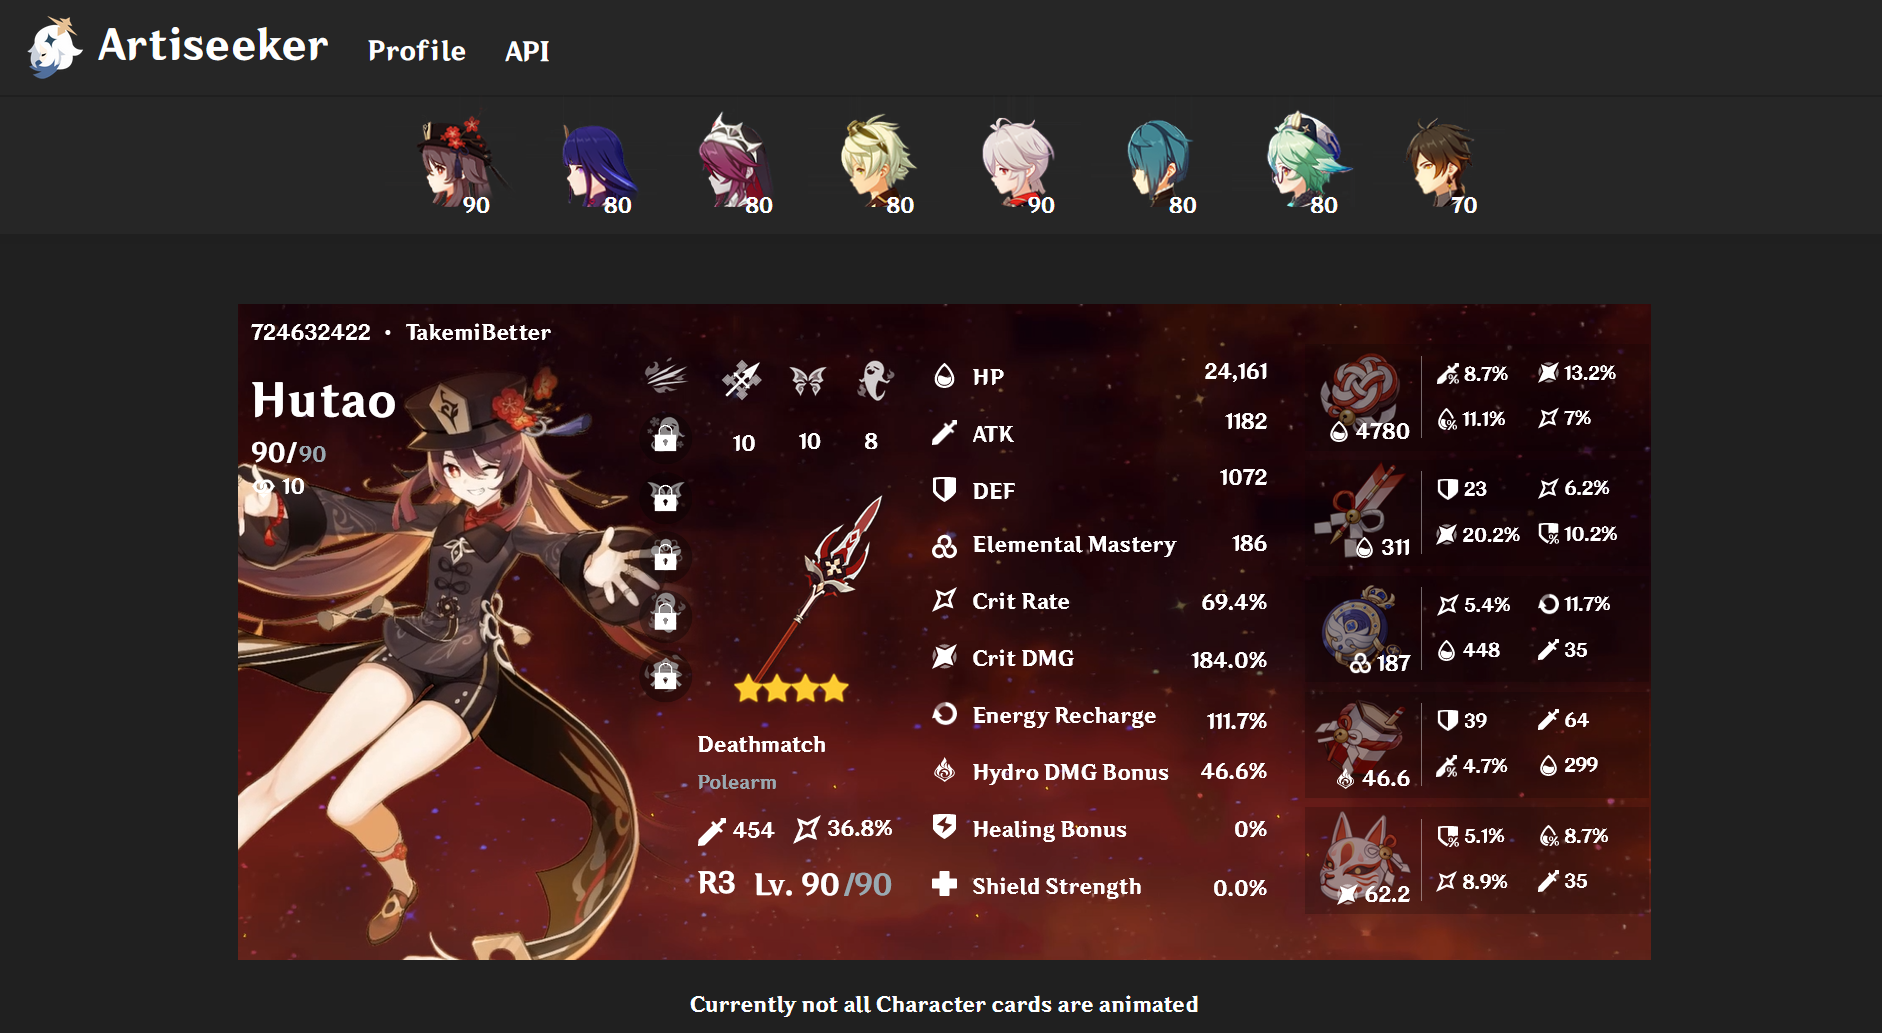 Artiseeker Profile API
90 80 80 80 90 80 80 70
724632422 • TakemiBetter
Hutao
90/90
10
10 10 8
Deathmatch
Polearm
454 36.8%
R3 Lv. 90/90
HP 24,161
ATK 1182
DEF 1072
Elemental Mastery 186
Crit Rate 69.4%
Crit DMG 184.0%
Energy Recharge 111.7%
Hydro DMG Bonus 46.6%
Healing Bonus 0%
Shield Strength 0.0%
4780
8.7% 13.2%
11.1% 7%
311
23 6.2%
20.2% 10.2%
187
5.4% 11.7%
448 35
46.6
39 64
4.7% 299
62.2
5.1% 8.7%
8.9% 35
Currently not all Character cards are animated